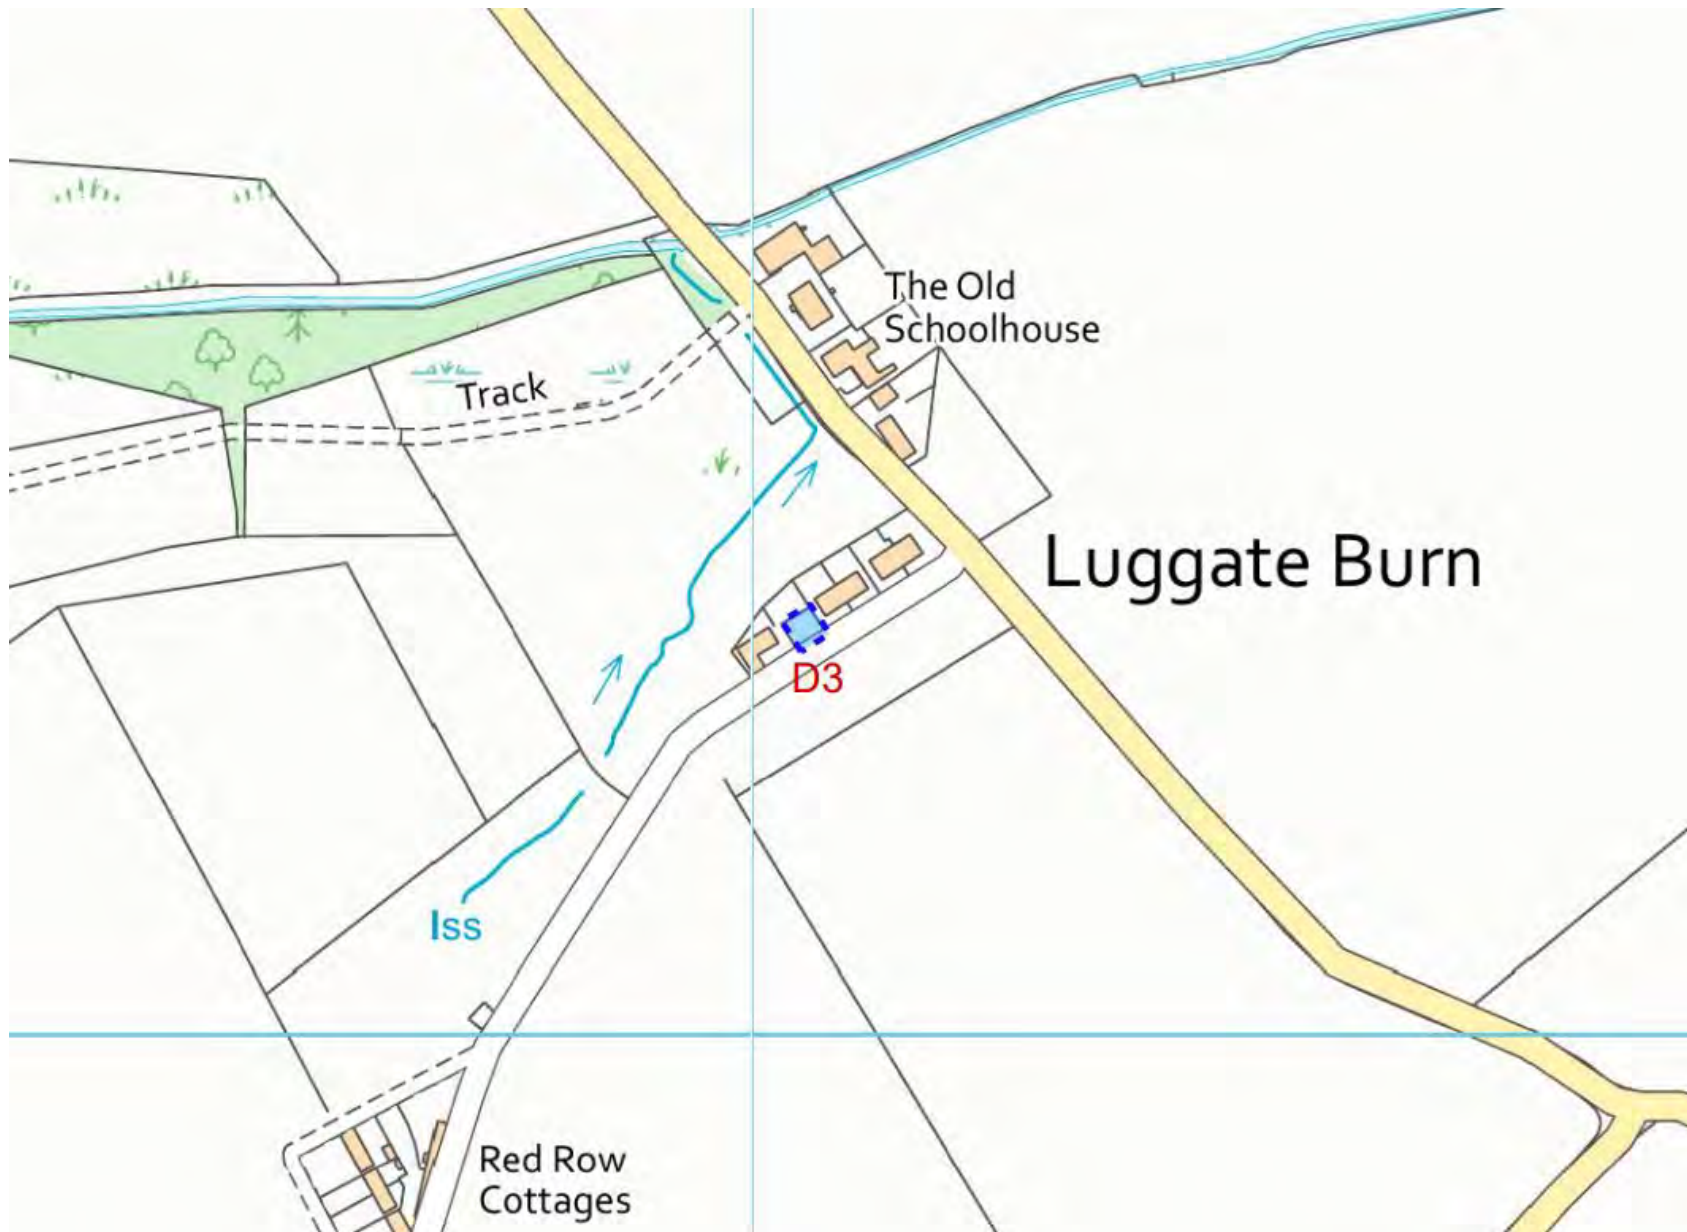 The Old
Schoolhouse
Track
Luggate Burn
D3
Iss
Red Row
Cottages